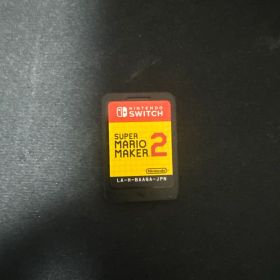 NINTENDO
SWITCH
SUPER
MARIO
MAKER 2
Nintendo
LA-H-BAAQA-JPN